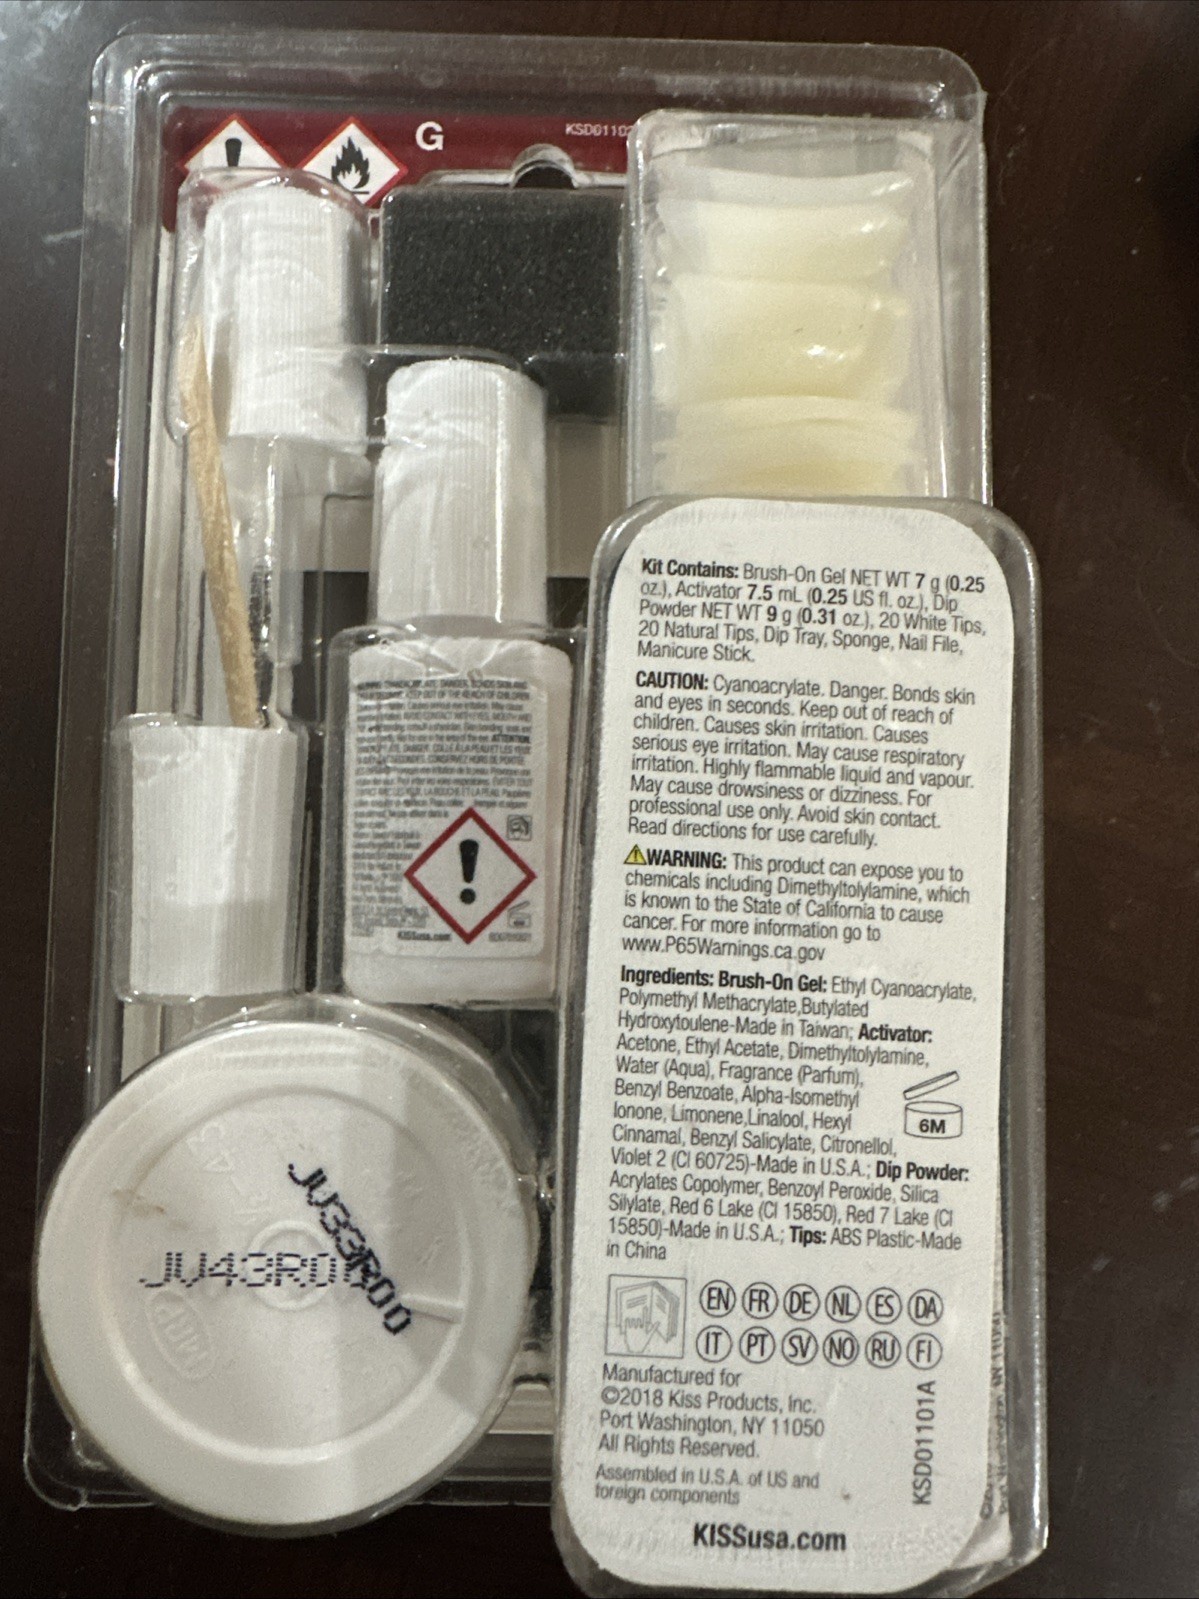 G
KSD01102
Kit Contains: Brush-On Gel NET WT 7 g (0.25
oz.), Activator 7.5 mL (0.25 US fl. oz.), Dip
Powder NET WT 9 g (0.31 oz.), 20 White Tips,
20 Natural Tips, Dip Tray, Sponge, Nail File,
Manicure Stick.
CAUTION: Cyanoacrylate. Danger. Bonds skin
and eyes in seconds. Keep out of reach of
children. Causes skin irritation. Causes
serious eye irritation. May cause respiratory
irritation. Highly flammable liquid and vapour.
May cause drowsiness or dizziness. For
professional use only. Avoid skin contact.
Read directions for use carefully.
WARNING: This product can expose you to
chemicals including Dimethyltolylamine, which
is known to the State of California to cause
cancer. For more information go to
www.P65Warnings.ca.gov
Ingredients: Brush-On Gel: Ethyl Cyanoacrylate,
Polymethyl Methacrylate,Butylated
Hydroxytoulene-Made in Taiwan; Activator:
Acetone, Ethyl Acetate, Dimethyltolylamine,
Water (Aqua), Fragrance (Parfum),
Benzyl Benzoate, Alpha-Isomethyl
Ionone, Limonene,Linalool, Hexyl
Cinnamal, Benzyl Salicylate, Citronellol,
Violet 2 (CI 60725)-Made in U.S.A.; Dip Powder:
Acrylates Copolymer, Benzoyl Peroxide, Silica
Silylate, Red 6 Lake (CI 15850), Red 7 Lake (CI
15850)-Made in U.S.A.; Tips: ABS Plastic-Made
in China
6M
EN FR DE NL ES DA
IT PT SV NO RU FI
Manufactured for
©2018 Kiss Products, Inc.
Port Washington, NY 11050
All Rights Reserved.
Assembled in U.S.A. of US and
foreign components
KSD01101A
KISSusa.com
KISSusa.com
JV33R00
JV43R0